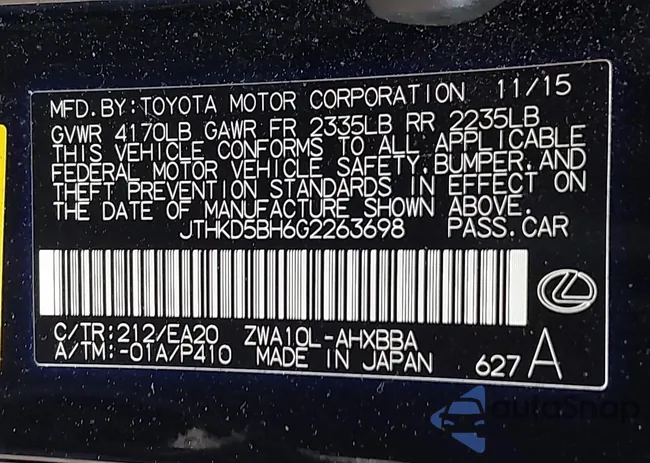 MFD.BY:TOYOTA MOTOR CORPORATION 11/15
GVWR 4170LB GAWR FR 2335LB RR 2235LB
THIS VEHICLE CONFORMS TO ALL APPLICABLE
FEDERAL MOTOR VEHICLE SAFETY,BUMPER,AND
THEFT PREVENTION STANDARDS IN EFFECT ON
THE DATE OF MANUFACTURE SHOWN ABOVE.
JTHKD5BH6G2263698 PASS.CAR
C/TR:212/EA20 ZWA10L-AHXBBA
A/TM:-01A/P410 MADE IN JAPAN 627 A
autoSnap